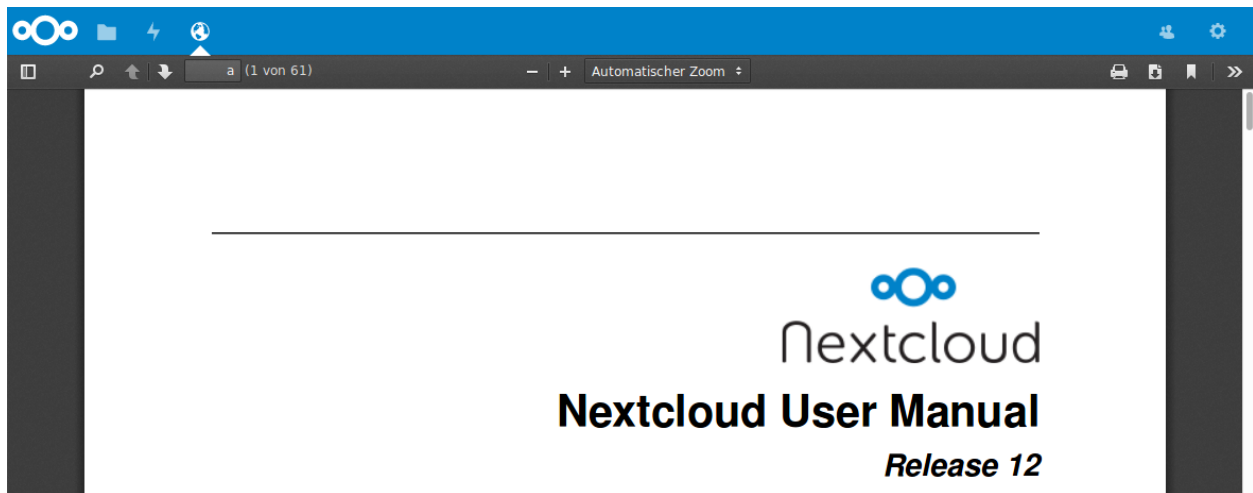 a (1 von 61) Automatischer Zoom
Nextcloud
Nextcloud User Manual
Release 12